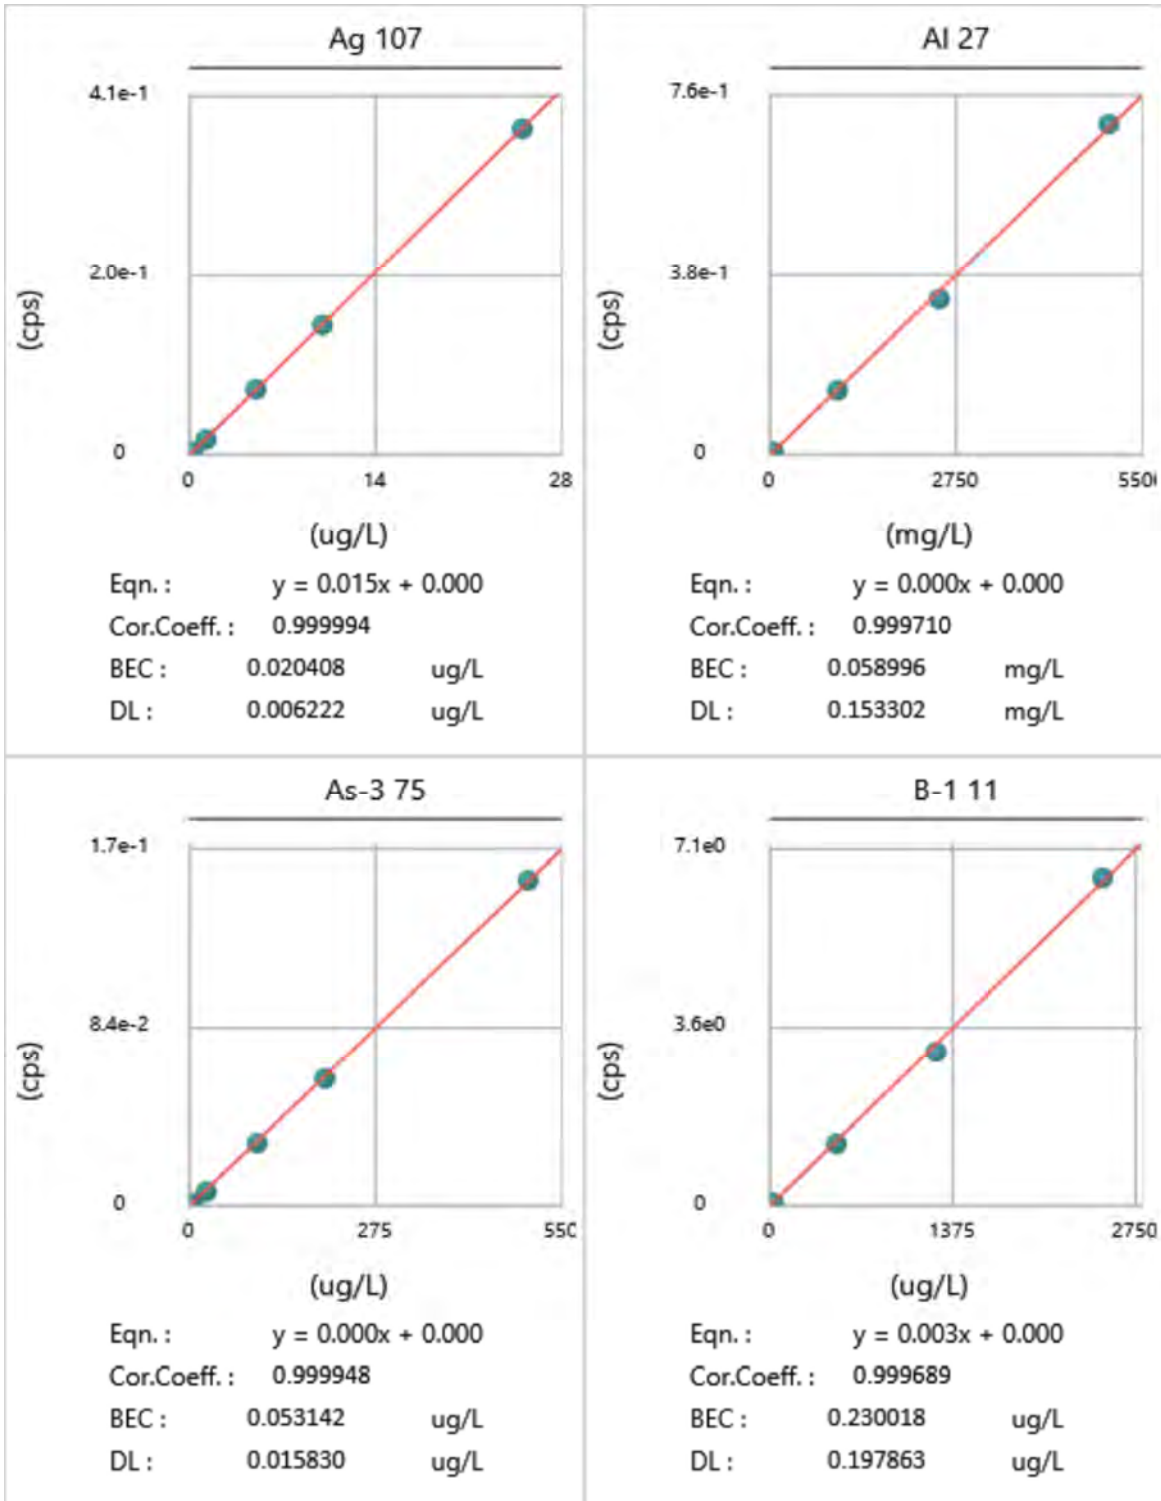 Ag 107
4.1e-1
2.0e-1
0
(cps)
0 14 28
(ug/L)
Eqn. : y = 0.015x + 0.000
Cor.Coeff. : 0.999994
BEC : 0.020408 ug/L
DL : 0.006222 ug/L
Al 27
7.6e-1
3.8e-1
0
(cps)
0 2750 550
(mg/L)
Eqn. : y = 0.000x + 0.000
Cor.Coeff. : 0.999710
BEC : 0.058996 mg/L
DL : 0.153302 mg/L
As-3 75
1.7e-1
8.4e-2
0
(cps)
0 275 550
(ug/L)
Eqn. : y = 0.000x + 0.000
Cor.Coeff. : 0.999948
BEC : 0.053142 ug/L
DL : 0.015830 ug/L
B-1 11
7.1e0
3.6e0
0
(cps)
0 1375 2750
(ug/L)
Eqn. : y = 0.003x + 0.000
Cor.Coeff. : 0.999689
BEC : 0.230018 ug/L
DL : 0.197863 ug/L